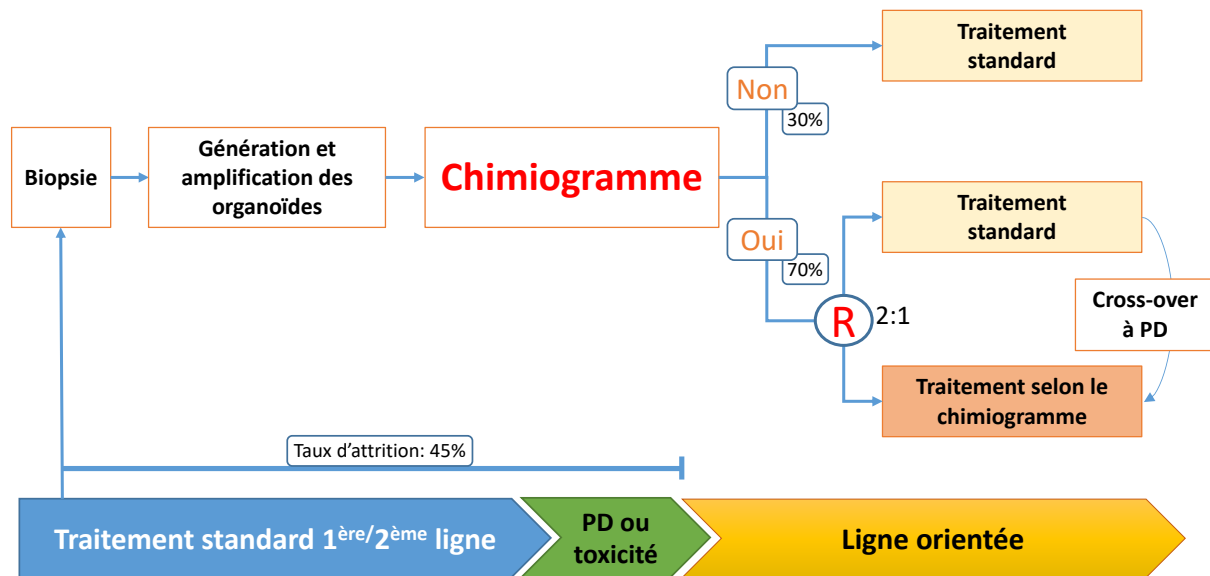 Traitement
standard
Non
30%
Biopsie
Génération et
amplification des
organoïdes
Chimiogramme
Oui
70%
Traitement
standard
R
2:1
Cross-over
à PD
Traitement selon le
chimiogramme
Taux d’attrition: 45%
Traitement standard 1ère/2ème ligne
PD ou
toxicité
Ligne orientée